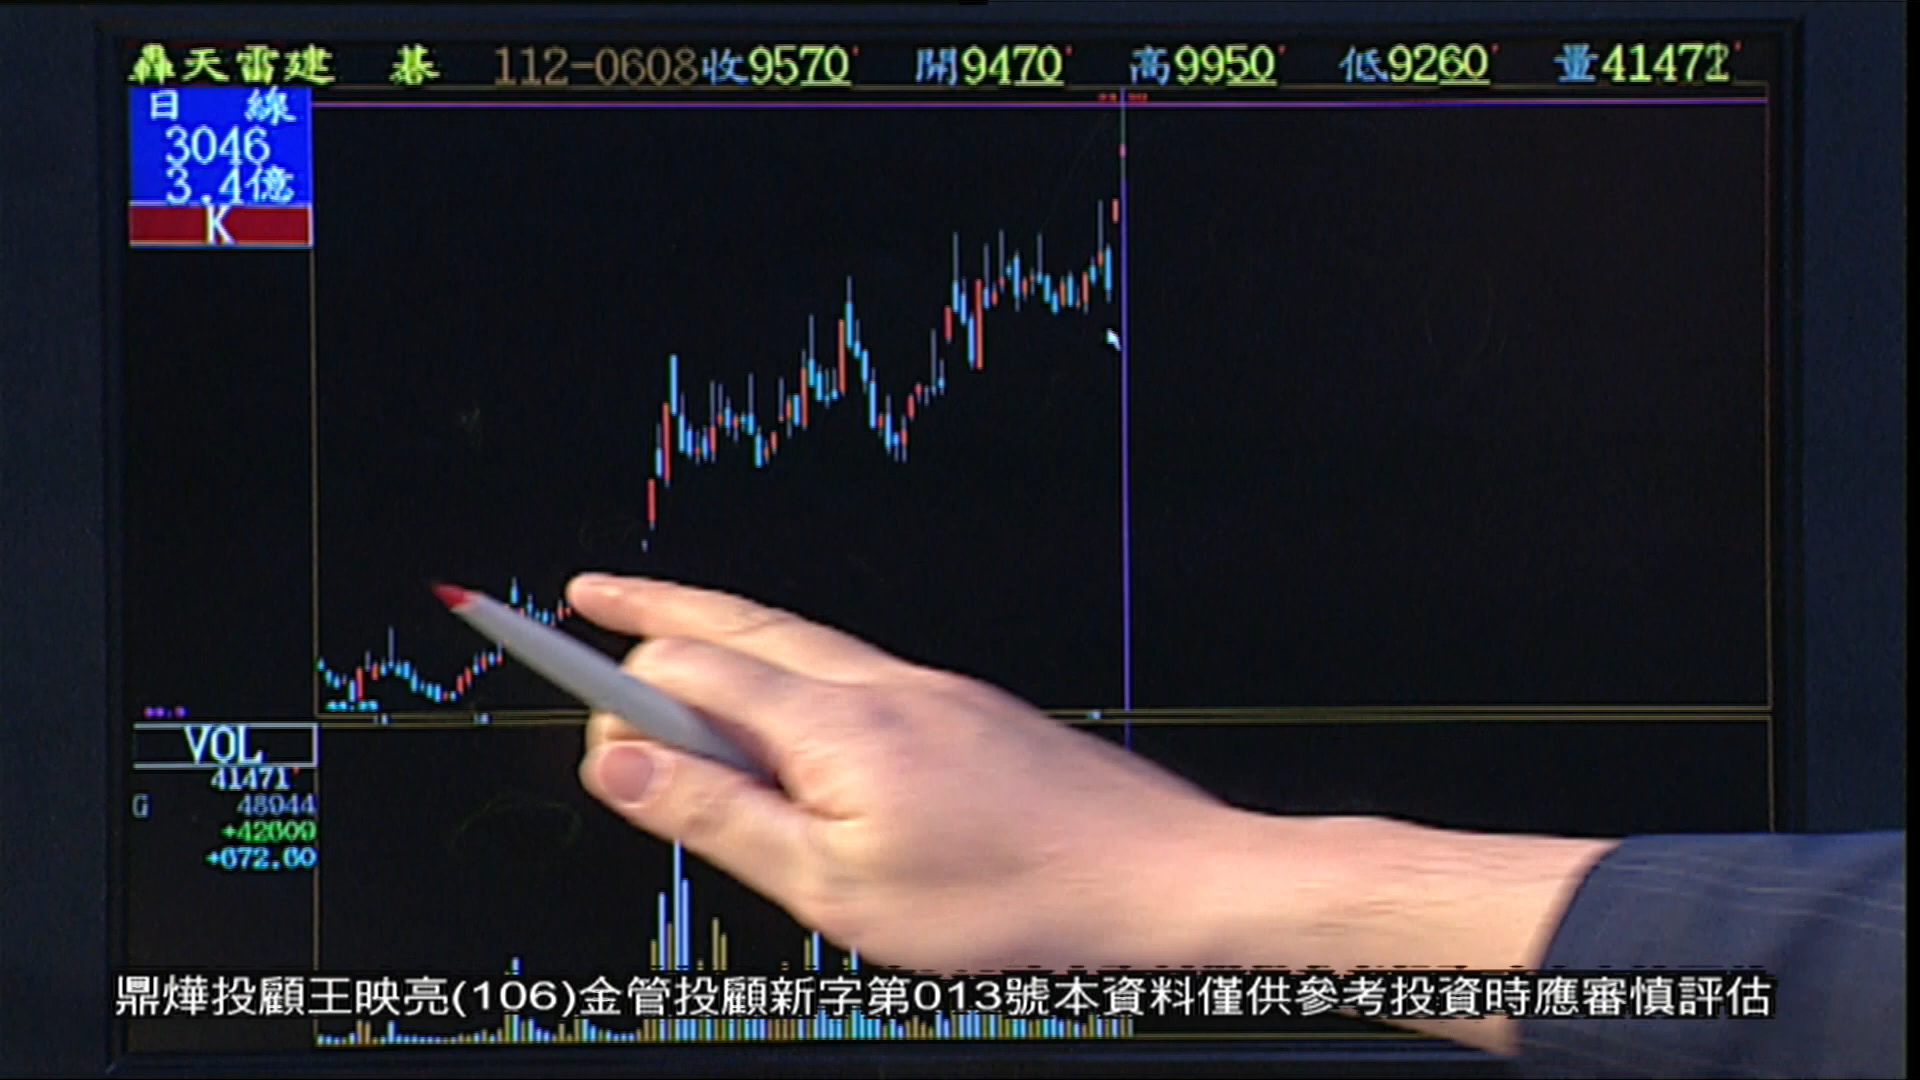 轟天雷建 碁 112-0608收9570 開9470 高9950 低9260 量41471
日 線
3046
3.4億
K
VOL
41471
G 48044
+42609
+672.60
鼎燁投顧王映亮(106)金管投顧新字第013號本資料僅供參考投資時應審慎評估